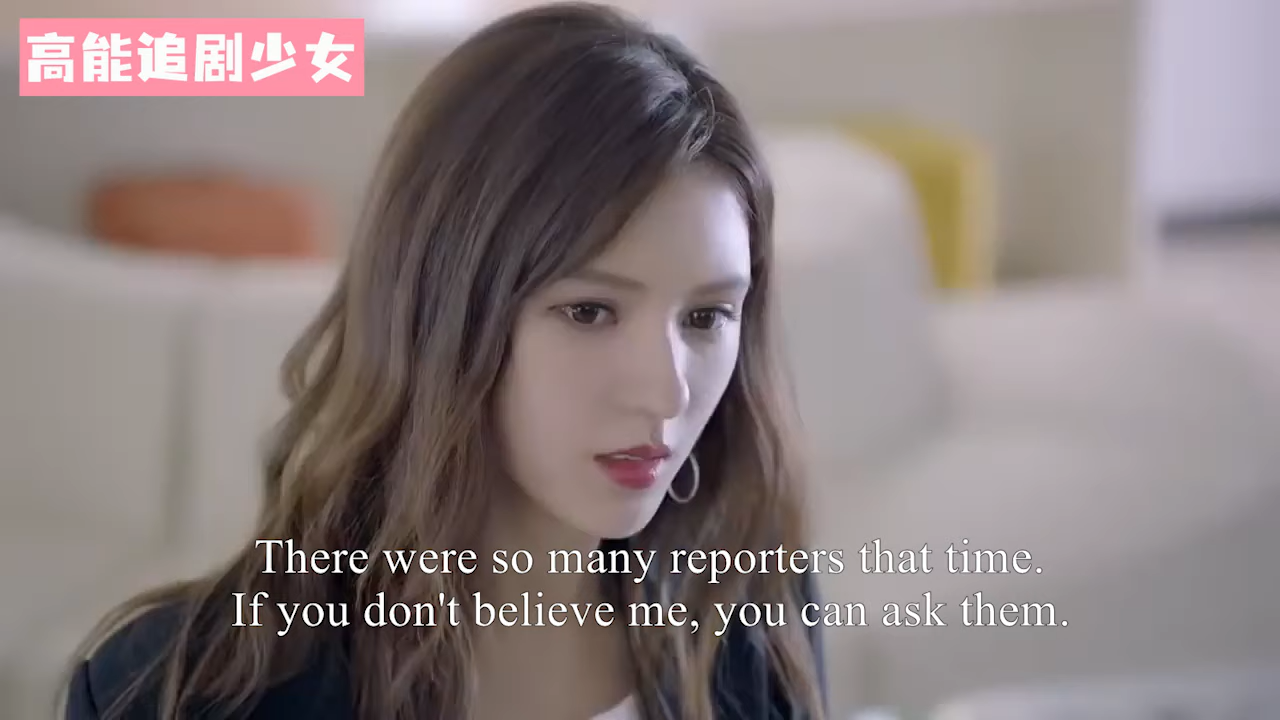 高能追剧少女
There were so many reporters that time.
If you don't believe me, you can ask them.